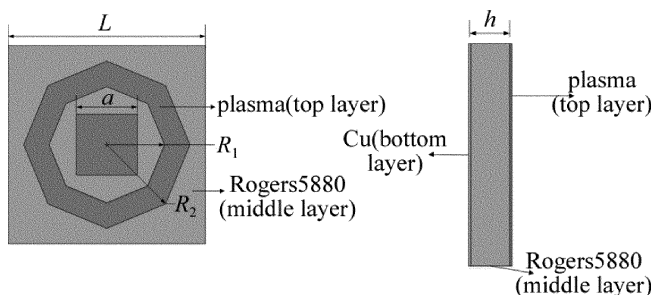 L
a
plasma(top layer)
R1
Rogers5880
(middle layer)
R2
h
plasma
(top layer)
Cu(bottom
layer)
Rogers5880
(middle layer)